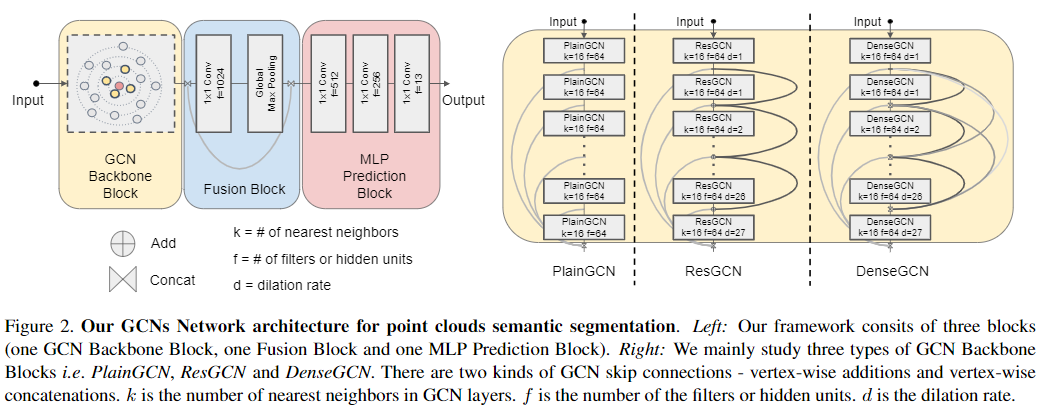 Input
1x1 Conv
f=1024
Global
Max Pooling
1x1 Conv
f=512
1x1 Conv
f=256
1x1 Conv
f=13
Output
GCN
Backbone
Block
Fusion Block
MLP
Prediction
Block
Add
Concat
k = # of nearest neighbors
f = # of filters or hidden units
d = dilation rate
Input
PlainGCN
k=16 f=64
PlainGCN
k=16 f=64
PlainGCN
k=16 f=64
PlainGCN
k=16 f=64
PlainGCN
k=16 f=64
PlainGCN
Input
ResGCN
k=16 f=64 d=1
ResGCN
k=16 f=64 d=1
ResGCN
k=16 f=64 d=2
ResGCN
k=16 f=64 d=26
ResGCN
k=16 f=64 d=27
ResGCN
Input
DenseGCN
k=16 f=64 d=1
DenseGCN
k=16 f=64 d=1
DenseGCN
k=16 f=64 d=2
DenseGCN
k=16 f=64 d=26
DenseGCN
k=16 f=64 d=27
DenseGCN
Figure 2. Our GCNs Network architecture for point clouds semantic segmentation. Left: Our framework consits of three blocks
(one GCN Backbone Block, one Fusion Block and one MLP Prediction Block). Right: We mainly study three types of GCN Backbone
Blocks i.e. PlainGCN, ResGCN and DenseGCN. There are two kinds of GCN skip connections - vertex-wise additions and vertex-wise
concatenations. k is the number of nearest neighbors in GCN layers. f is the number of the filters or hidden units. d is the dilation rate.